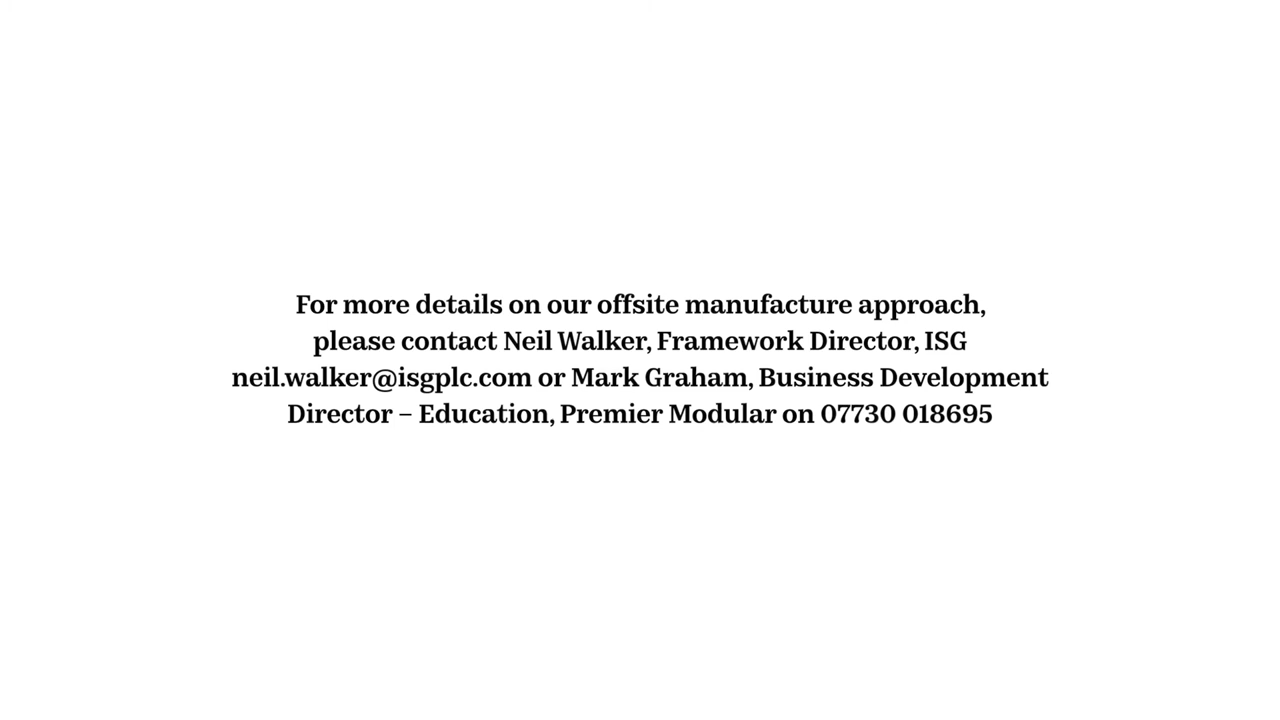 For more details on our offsite manufacture approach,
please contact Neil Walker, Framework Director, ISG
neil.walker@isgplc.com or Mark Graham, Business Development
Director – Education, Premier Modular on 07730 018695